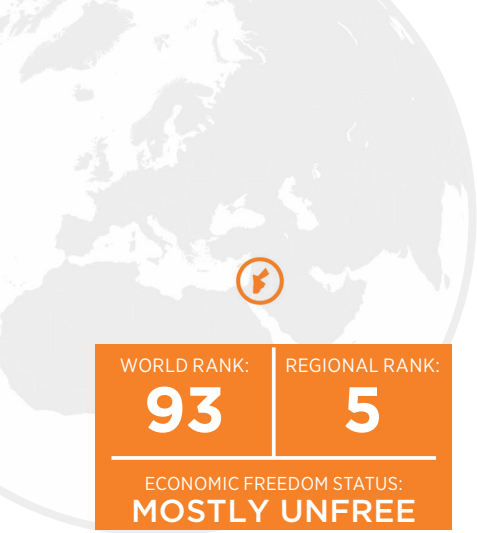 WORLD RANK:
93
REGIONAL RANK:
5
ECONOMIC FREEDOM STATUS:
MOSTLY UNFREE